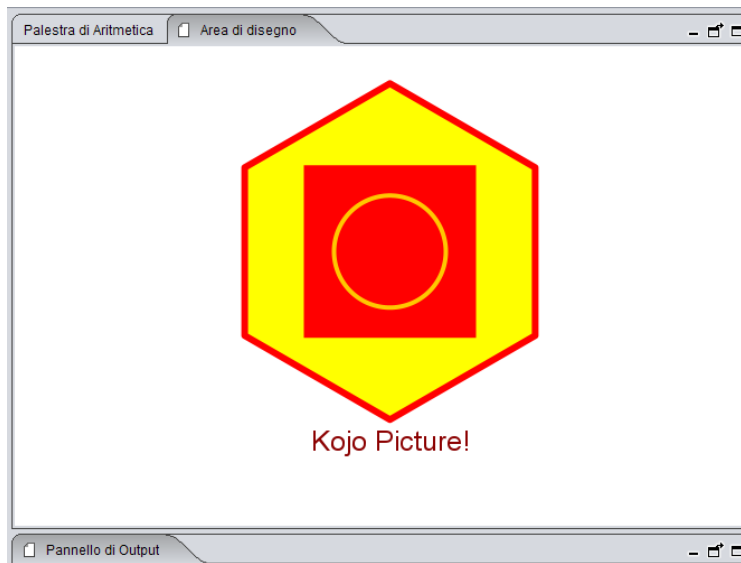 Palestra di Aritmetica
Area di disegno
Kojo Picture!
Pannello di Output